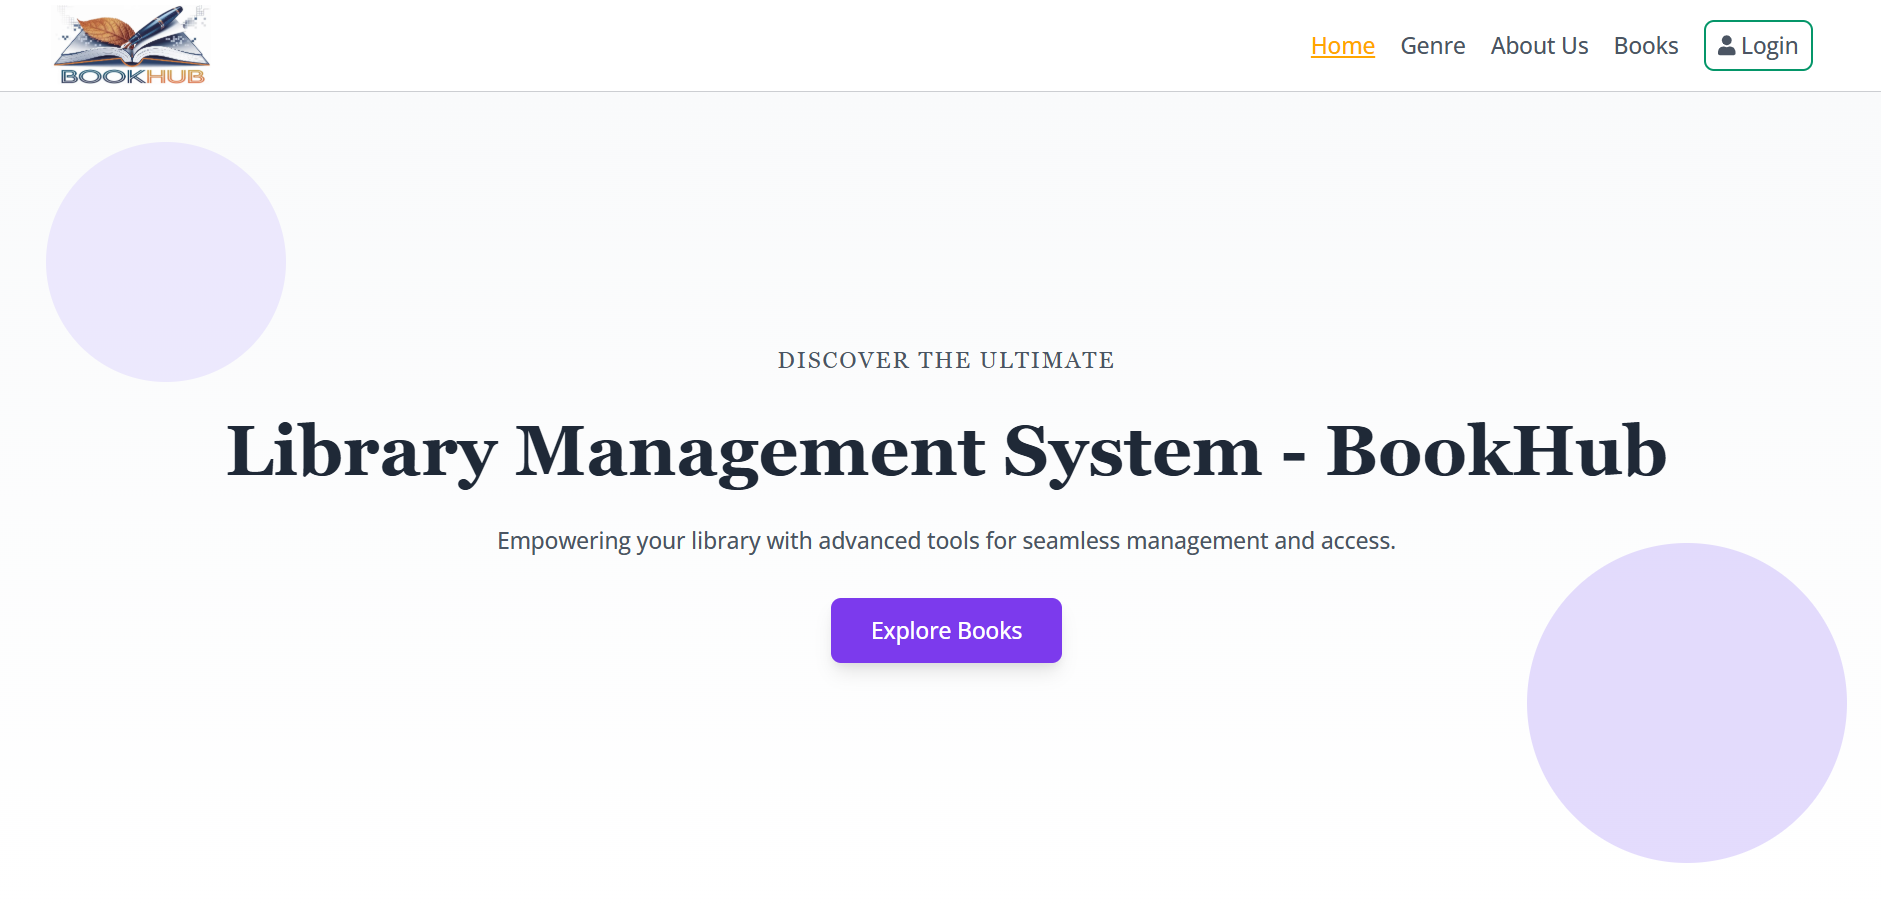 BOOKHUB
Home Genre About Us Books Login
DISCOVER THE ULTIMATE
Library Management System - BookHub
Empowering your library with advanced tools for seamless management and access.
Explore Books